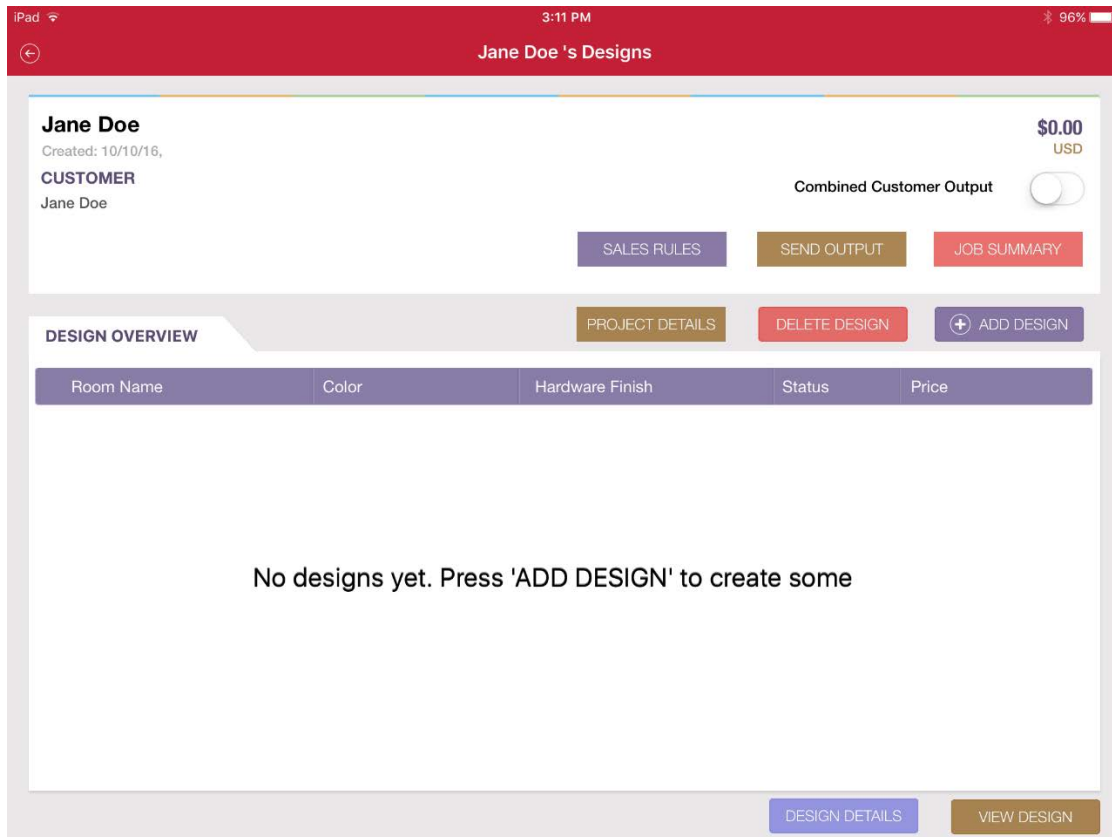 iPad 3:11 PM 96%
Jane Doe 's Designs
Jane Doe
$0.00
Created: 10/10/16,
USD
CUSTOMER
Combined Customer Output
Jane Doe
SALES RULES SEND OUTPUT JOB SUMMARY
PROJECT DETAILS DELETE DESIGN ADD DESIGN
DESIGN OVERVIEW
Room Name Color Hardware Finish Status Price
No designs yet. Press 'ADD DESIGN' to create some
DESIGN DETAILS VIEW DESIGN